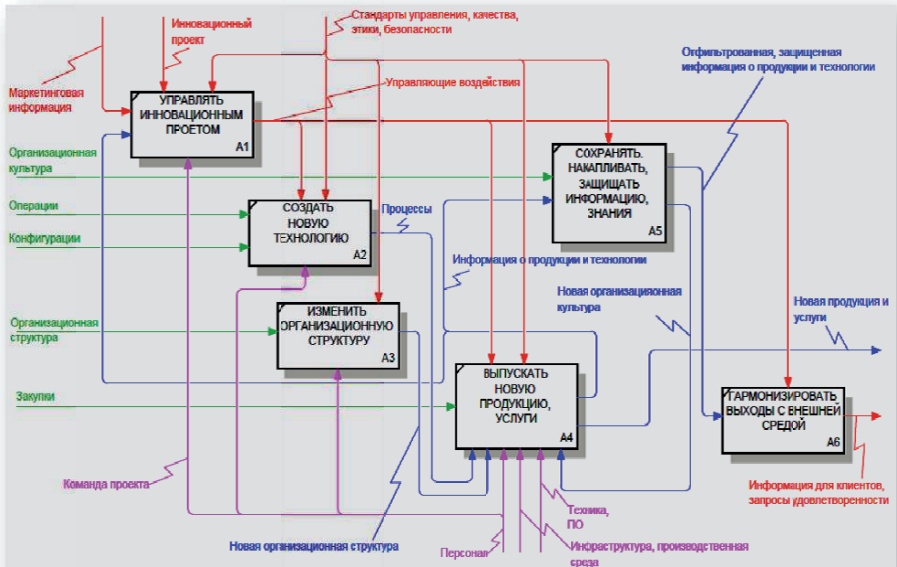 Стандарты управления, качества,
этики, безопасности
Инновационный
проект
Отфильтрованная, защищенная
информация о продукции и технологии
Маркетинговая
информация
Управляющие воздействия
УПРАВЛЯТЬ
ИННОВАЦИОННЫМ
ПРОЕТОМ
A1
Организационная
культура
СОХРАНЯТЬ.
НАКАПЛИВАТЬ,
ЗАЩИЩАТЬ
ИНФОРМАЦИЮ,
ЗНАНИЯ
A5
Операции
СОЗДАТЬ
НОВУЮ
ТЕХНОЛОГИЮ
A2
Процессы
Конфигурации
Информация о продукции и технологии
Новая организационная
культура
Новая продукция и
услуги
Организационная
структура
ИЗМЕНИТЬ
ОРГАНИЗАЦИОННУЮ
СТРУКТУРУ
A3
ВЫПУСКАТЬ
НОВУЮ
ПРОДУКЦИЮ,
УСЛУГИ
A4
Закупки
ГАРМОНИЗИРОВАТЬ
ВЫХОДЫ С ВНЕШНЕЙ
СРЕДОЙ
A6
Команда проекта
Информация для клиентов,
запросы удовлетворенности
Техника,
ПО
Новая организационная структура
Персонал
Инфраструктура, производственная
среда